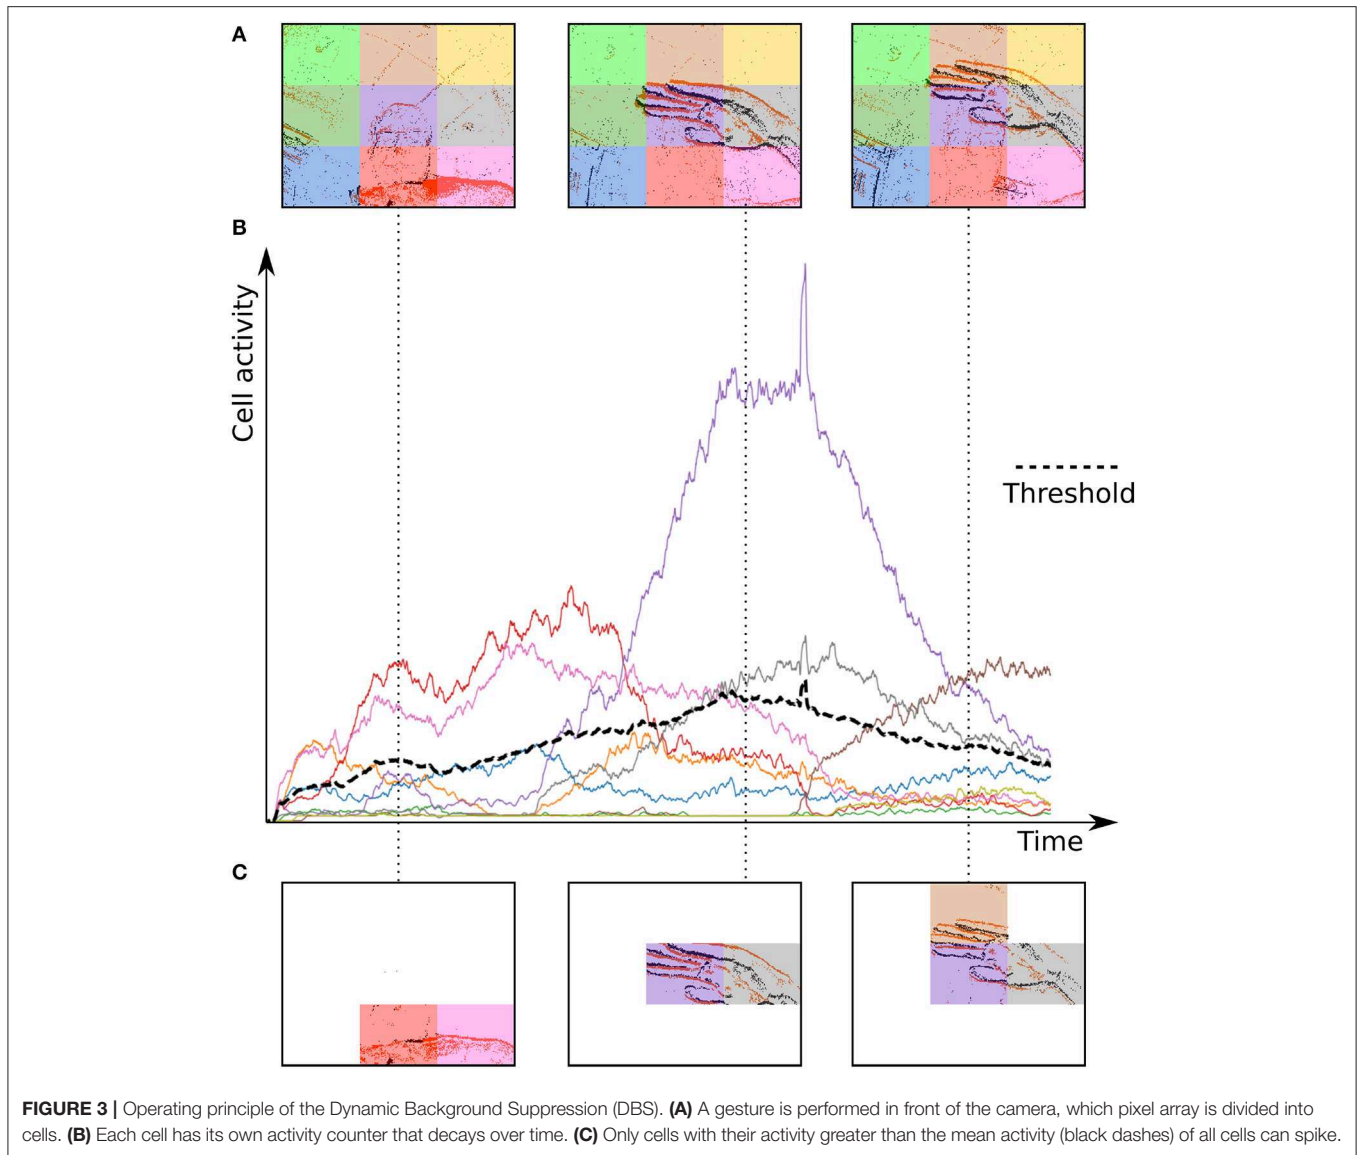 A
B
Cell activity
Threshold
Time
C
FIGURE 3 | Operating principle of the Dynamic Background Suppression (DBS). (A) A gesture is performed in front of the camera, which pixel array is divided into
cells. (B) Each cell has its own activity counter that decays over time. (C) Only cells with their activity greater than the mean activity (black dashes) of all cells can spike.